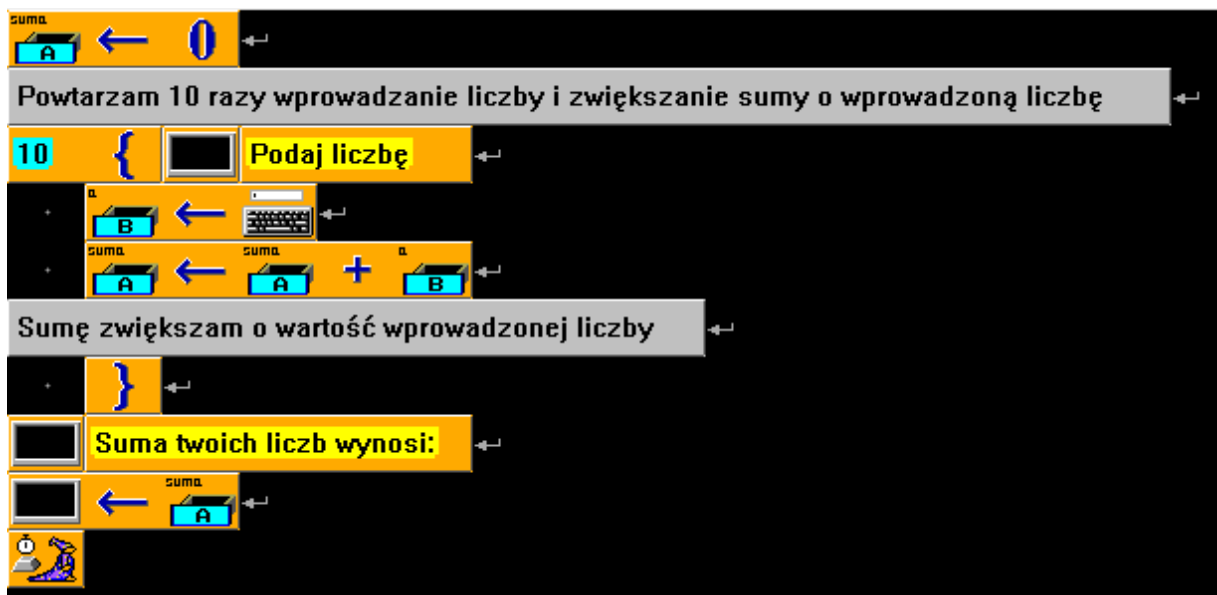 suma
A ← 0
Powtarzam 10 razy wprowadzanie liczby i zwiększanie sumy o wprowadzoną liczbę
10 { Podaj liczbę
a
B ←
suma suma a
A ← A + B
Sumę zwiększam o wartość wprowadzonej liczby
}
Suma twoich liczb wynosi:
suma
← A